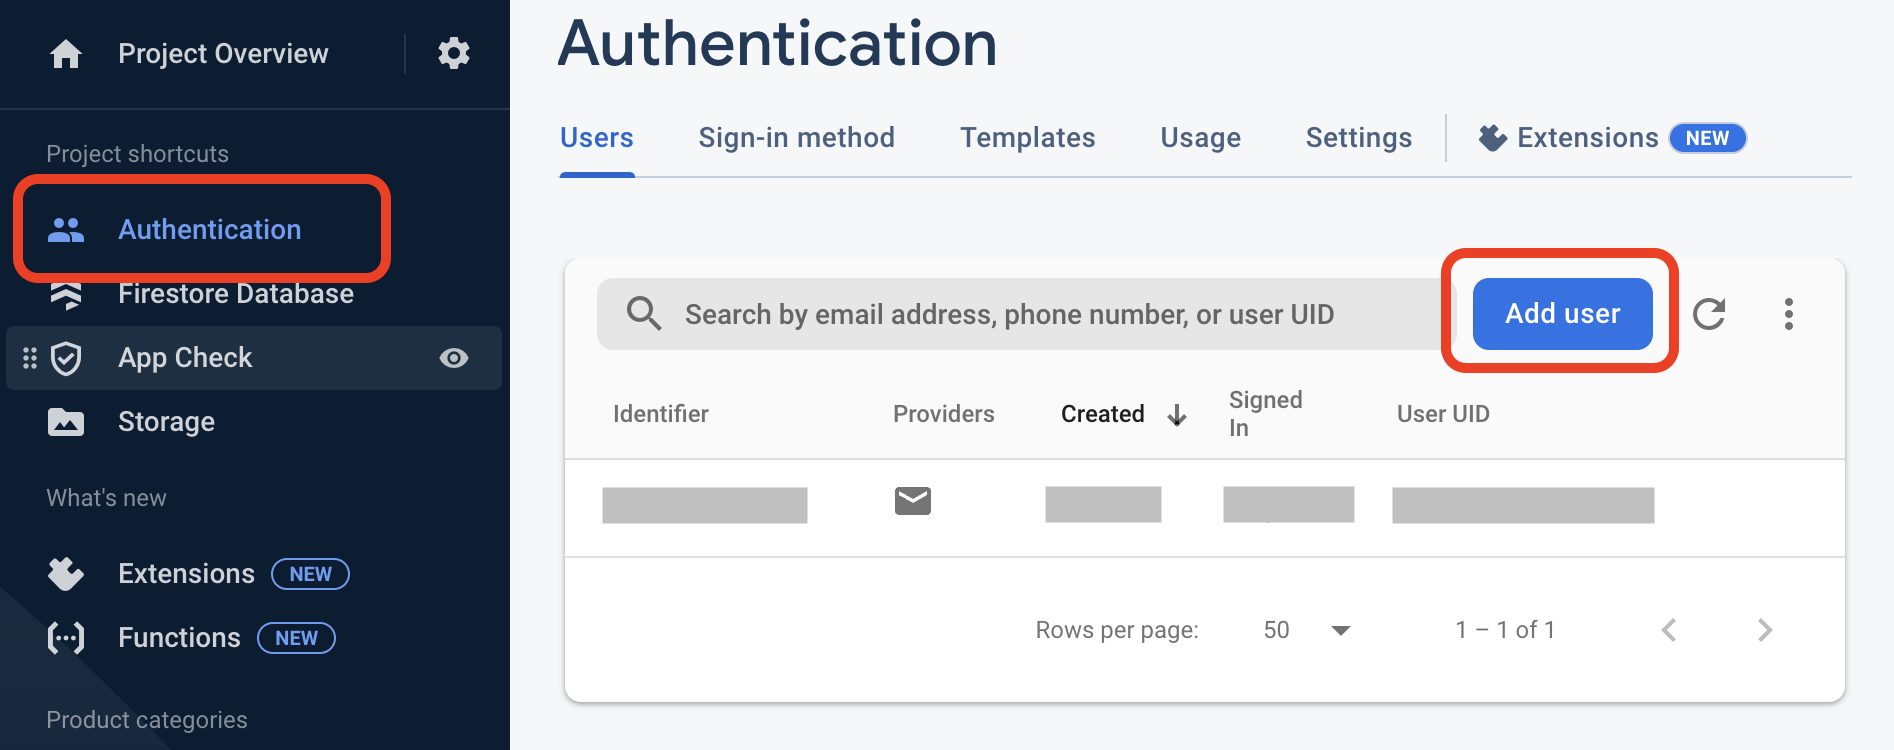 Project Overview
Project shortcuts
Authentication
Firestore Database
App Check
Storage
What's new
Extensions NEW
Functions NEW
Product categories
Authentication
Users Sign-in method Templates Usage Settings Extensions NEW
Search by email address, phone number, or user UID Add user
Identifier Providers Created Signed In User UID
Rows per page: 50 1 – 1 of 1